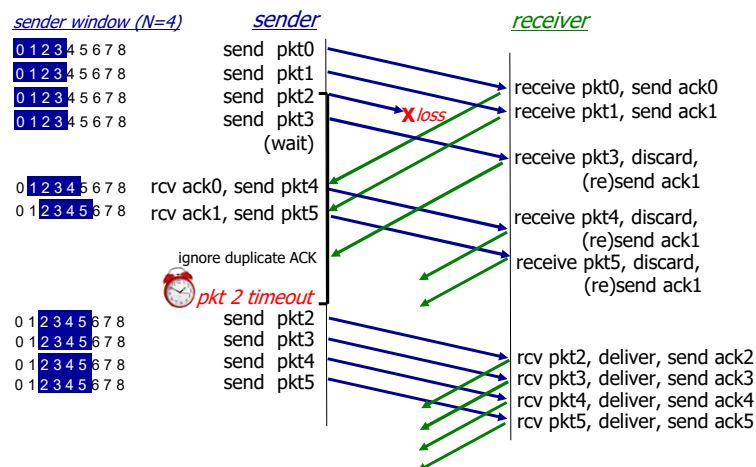 sender window (N=4) sender receiver
0 1 2 3 4 5 6 7 8 send pkt0
0 1 2 3 4 5 6 7 8 send pkt1
0 1 2 3 4 5 6 7 8 send pkt2
0 1 2 3 4 5 6 7 8 send pkt3
(wait)
X loss
receive pkt0, send ack0
receive pkt1, send ack1
receive pkt3, discard,
(re)send ack1
0 1 2 3 4 5 6 7 8 rcv ack0, send pkt4
0 1 2 3 4 5 6 7 8 rcv ack1, send pkt5
receive pkt4, discard,
(re)send ack1
receive pkt5, discard,
(re)send ack1
ignore duplicate ACK
pkt 2 timeout
0 1 2 3 4 5 6 7 8 send pkt2
0 1 2 3 4 5 6 7 8 send pkt3
0 1 2 3 4 5 6 7 8 send pkt4
0 1 2 3 4 5 6 7 8 send pkt5
rcv pkt2, deliver, send ack2
rcv pkt3, deliver, send ack3
rcv pkt4, deliver, send ack4
rcv pkt5, deliver, send ack5